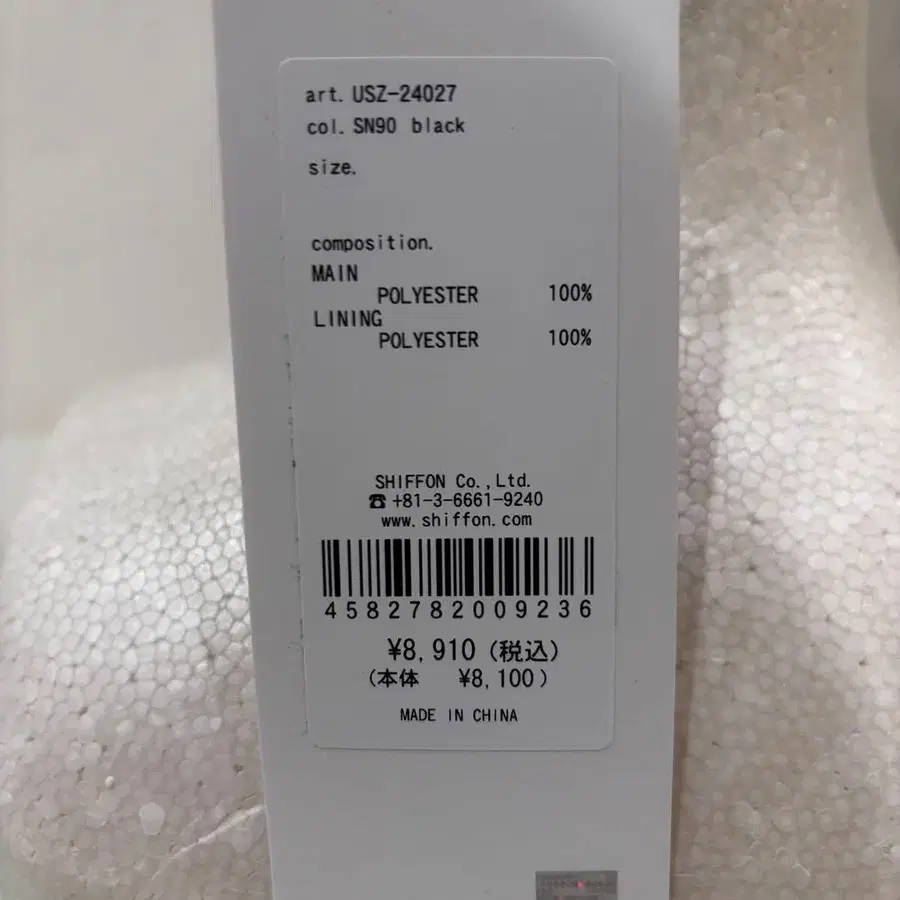 art. USZ-24027
col. SN90 black
size.
composition.
MAIN
POLYESTER 100%
LINING
POLYESTER 100%
SHIFFON Co.,Ltd.
☎+81-3-6661-9240
www.shiffon.com
4582782009236
¥8,910(税込)
(本体 ¥8,100)
MADE IN CHINA